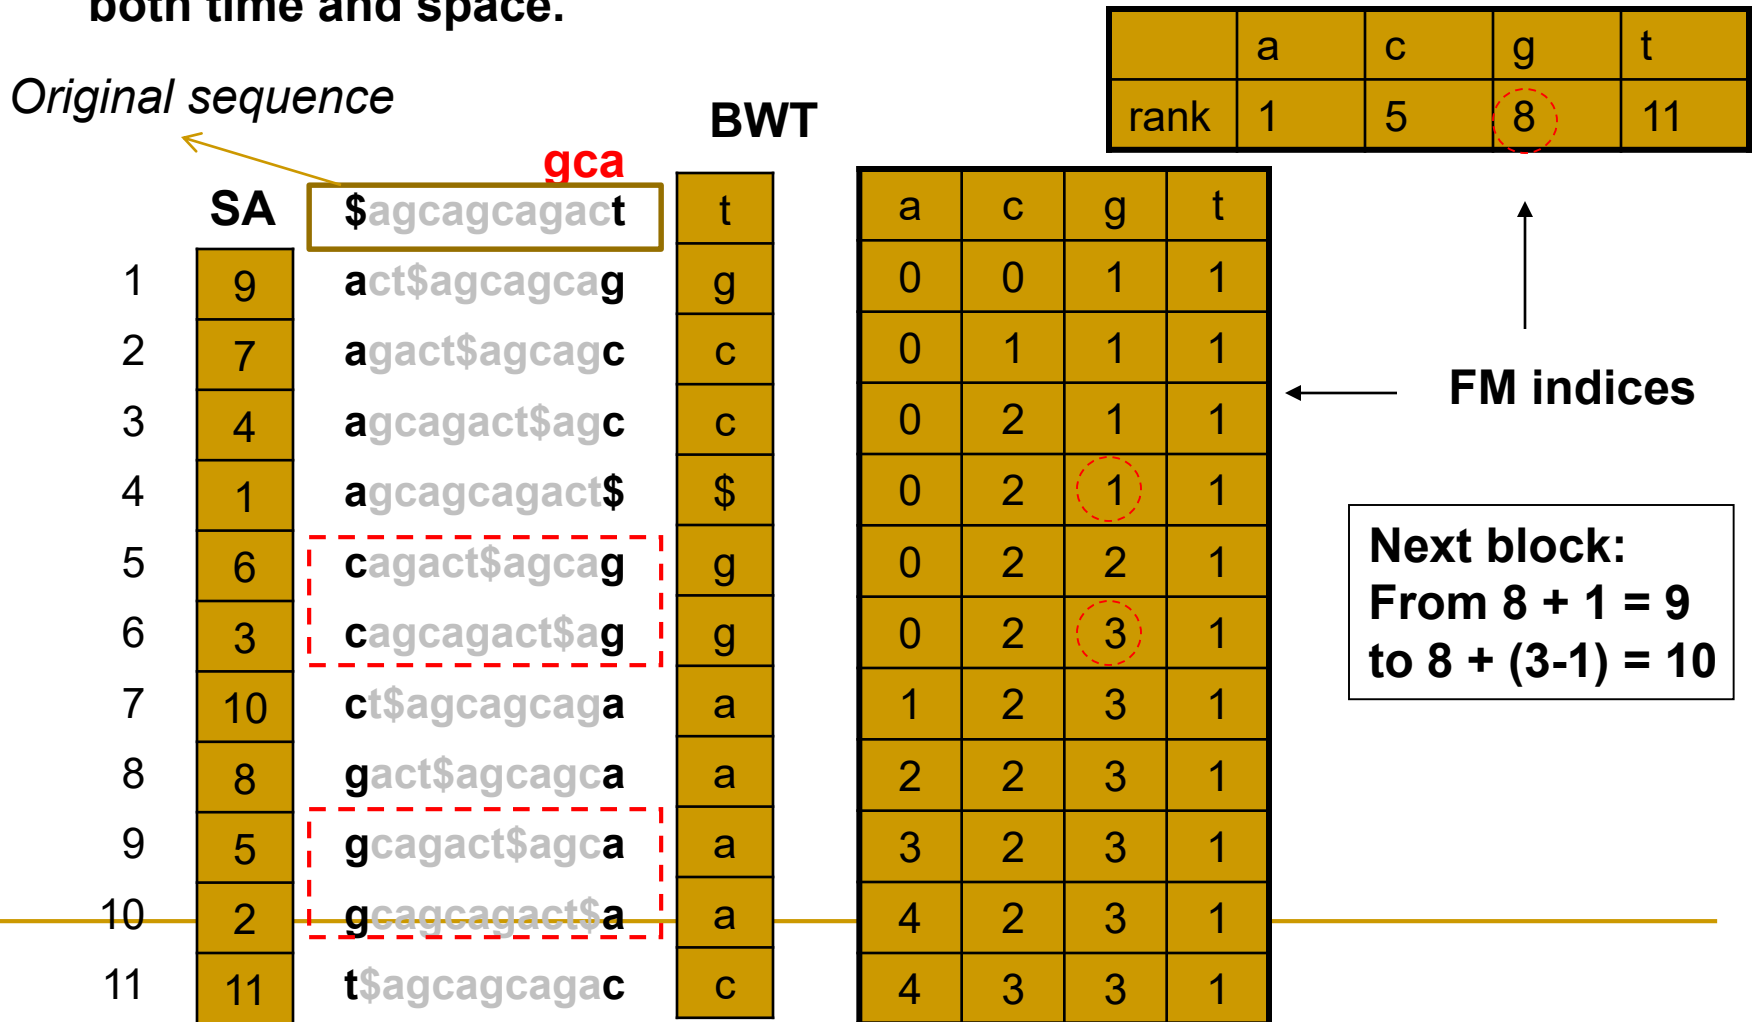 both time and space.
a c g t
rank 1 5 8 11
Original sequence
BWT
gca
SA $agcagcagact t a c g t
1 9 act$agcagcag g 0 0 1 1
2 7 agact$agcagc c 0 1 1 1
3 4 agcagact$agc c 0 2 1 1
4 1 agcagcagact$ $ 0 2 1 1
5 6 cagact$agcag g 0 2 2 1
6 3 cagcagact$ag g 0 2 3 1
7 10 ct$agcagcaga a 1 2 3 1
8 8 gact$agcagca a 2 2 3 1
9 5 gcagact$agca a 3 2 3 1
10 2 gcagcagact$a a 4 2 3 1
11 11 t$agcagcagac c 4 3 3 1
FM indices
Next block:
From 8 + 1 = 9
to 8 + (3-1) = 10